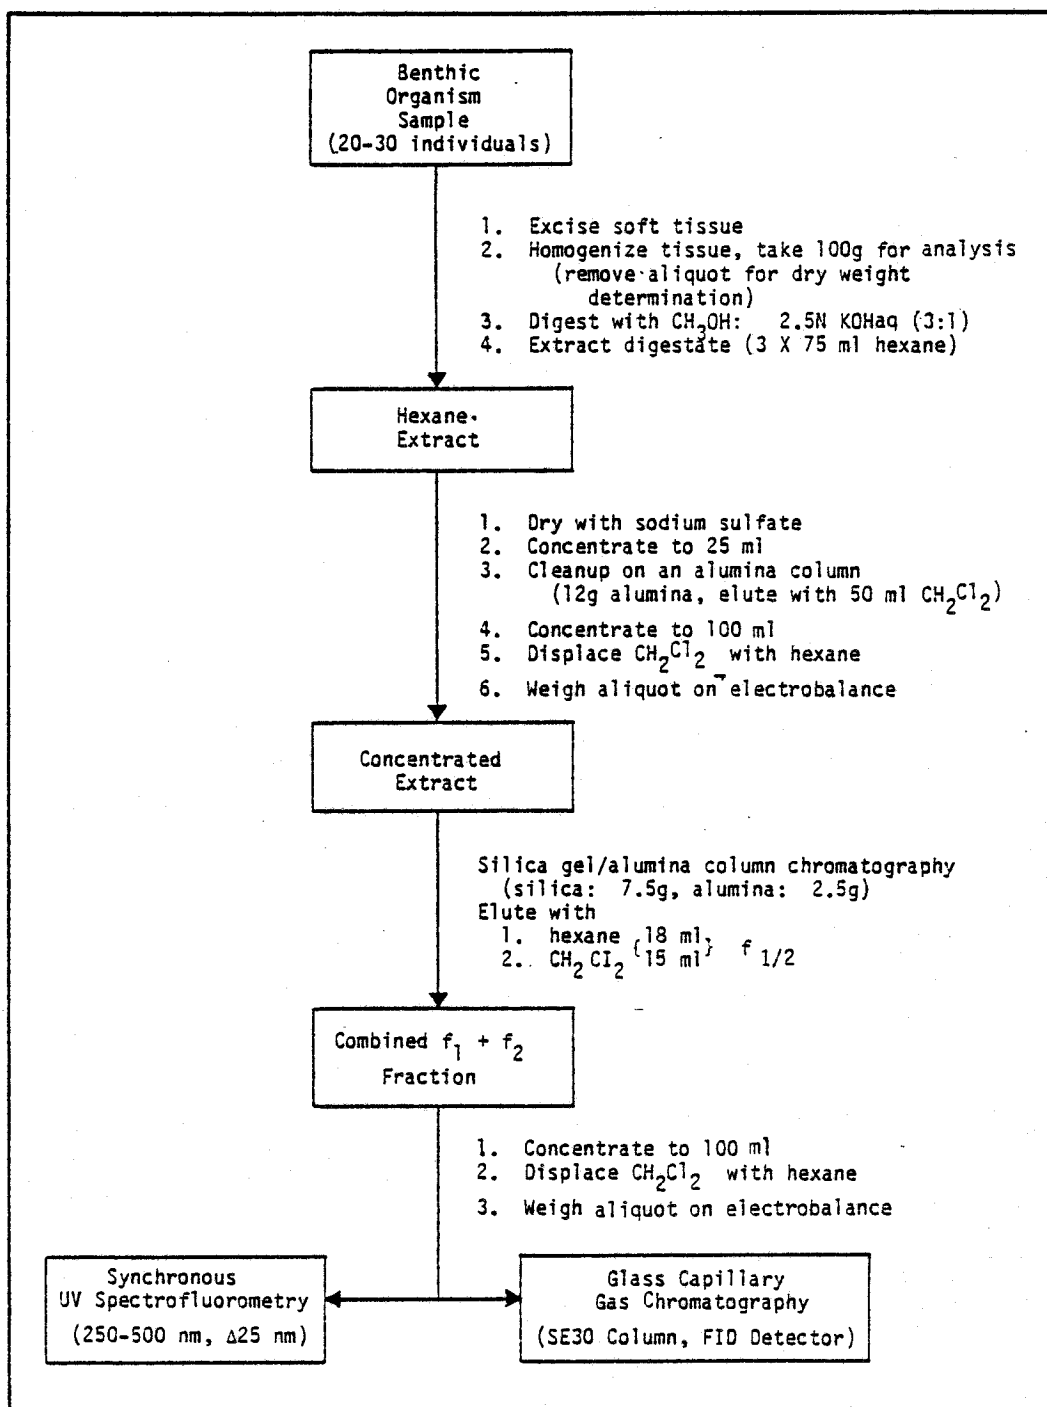 Benthic
Organism
Sample
(20-30 individuals)
1. Excise soft tissue
2. Homogenize tissue, take 100g for analysis
(remove aliquot for dry weight
determination)
3. Digest with CH3OH: 2.5N KOHaq (3:1)
4. Extract digestate (3 X 75 ml hexane)
Hexane
Extract
1. Dry with sodium sulfate
2. Concentrate to 25 ml
3. Cleanup on an alumina column
(12g alumina, elute with 50 ml CH2Cl2)
4. Concentrate to 100 ml
5. Displace CH2Cl2 with hexane
6. Weigh aliquot on electrobalance
Concentrated
Extract
Silica gel/alumina column chromatography
(silica: 7.5g, alumina: 2.5g)
Elute with
1. hexane {18 ml}
2. CH2CI2 {15 ml} f 1/2
Combined f1 + f2
Fraction
1. Concentrate to 100 ml
2. Displace CH2Cl2 with hexane
3. Weigh aliquot on electrobalance
Synchronous
UV Spectrofluorometry
(250-500 nm, Δ25 nm)
Glass Capillary
Gas Chromatography
(SE30 Column, FID Detector)